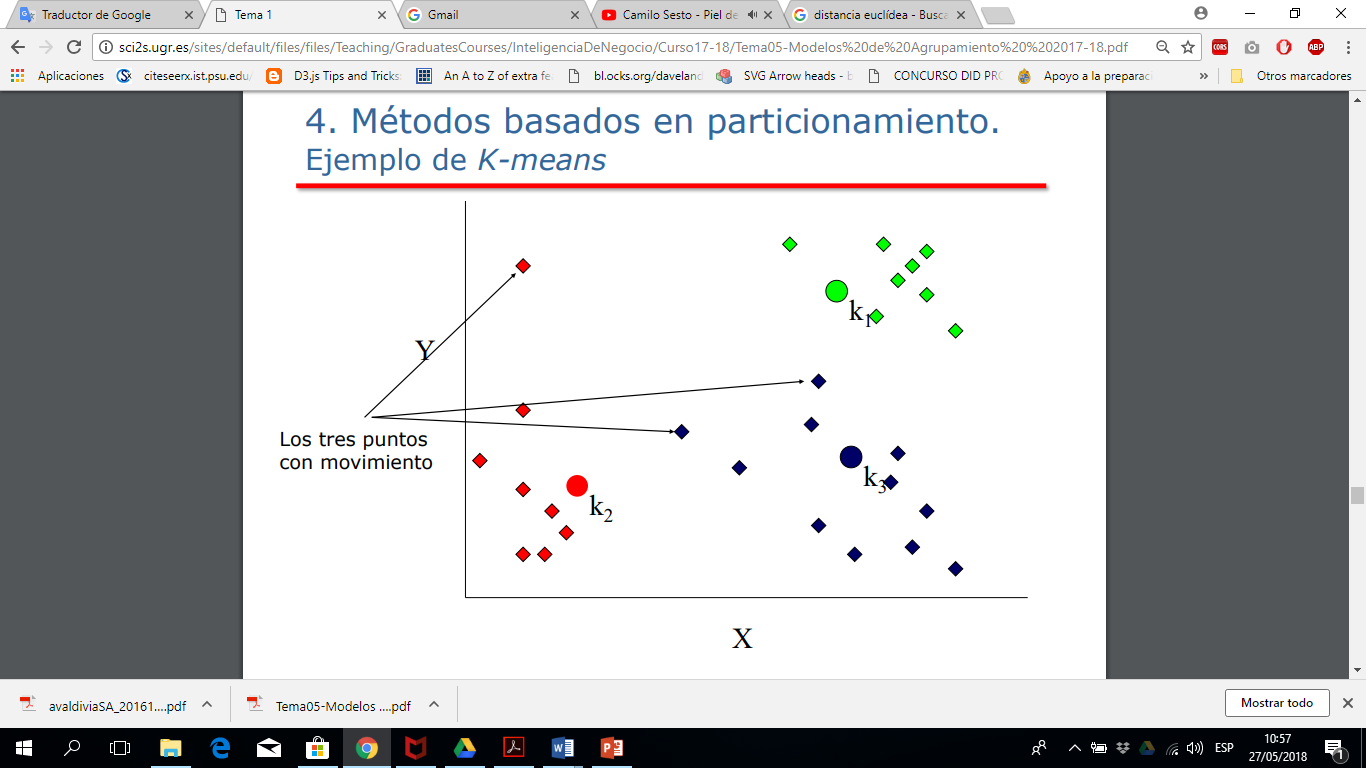 Traductor de Google
Tema 1
Gmail
Camilo Sesto - Piel de
distancia euclídea - Busca
sci2s.ugr.es/sites/default/files/files/Teaching/GraduatesCourses/InteligenciaDeNegocio/Curso17-18/Tema05-Modelos%20de%20Agrupamiento%20%202017-18.pdf
CORS
ABP
Aplicaciones
citeseerx.ist.psu.edu/
D3.js Tips and Tricks:
An A to Z of extra fe
bl.ocks.org/daveland
SVG Arrow heads - b
CONCURSO DID PRO
Apoyo a la preparac
»
Otros marcadores
4. Métodos basados en particionamiento.
Ejemplo de K-means
k1
Y
Los tres puntos
con movimiento
k3
k2
X
avaldiviaSA_20161....pdf
Tema05-Modelos ....pdf
Mostrar todo
ESP
10:57
27/05/2018
1